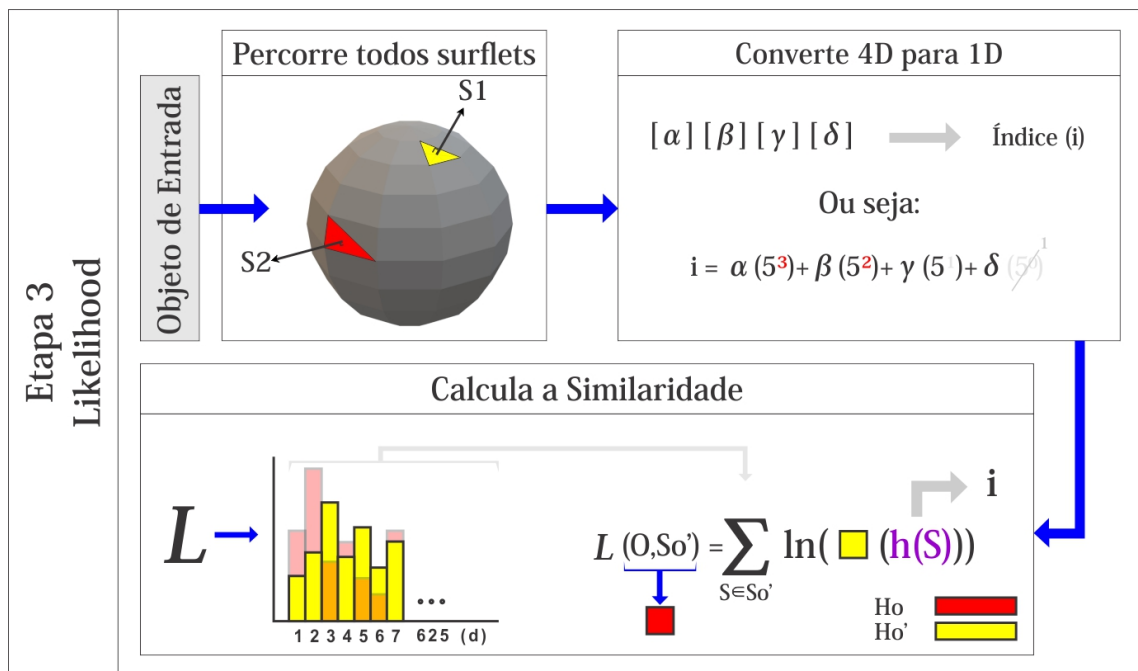 Etapa 3
Likelihood
Objeto de Entrada
Percorre todos surflets
S1
S2
Converte 4D para 1D
[α][β][γ][δ]
Índice (i)
Ou seja:
i = α (5³)+ β (5²)+ γ (5¹)+ δ (5⁰) 1
Calcula a Similaridade
L
1 2 3 4 5 6 7 ... 625 (d)
L (O,So') = ∑ ln( (h(S)))
S∈So'
i
Ho
Ho'